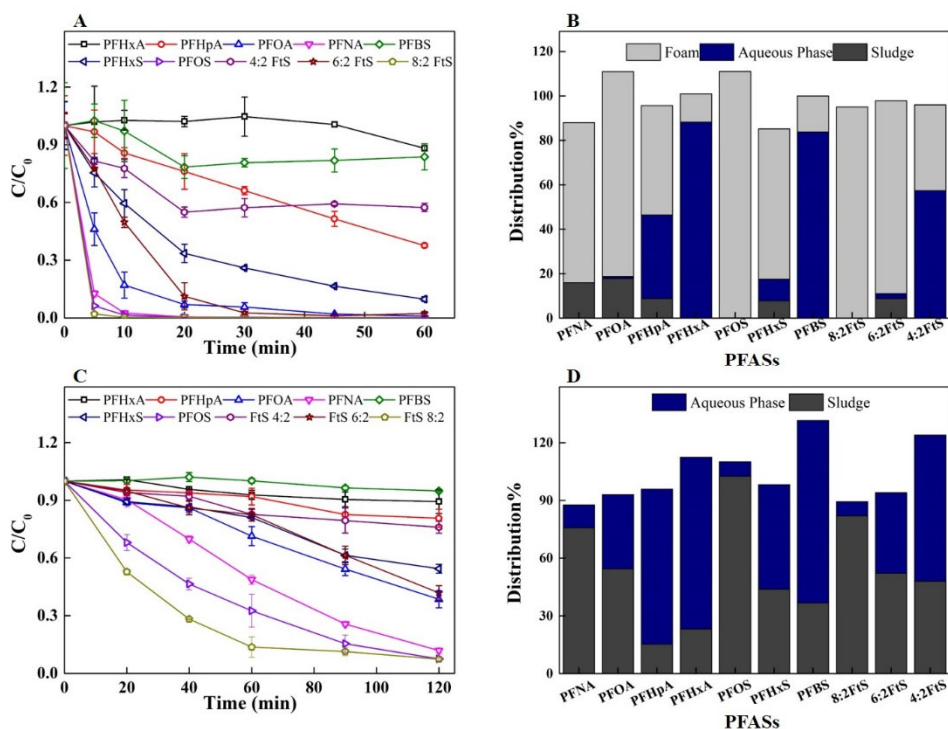 A
PFHxA PFHpA PFOA PFNA PFBS
PFHxS PFOS 4:2 FtS 6:2 FtS 8:2 FtS
C/C0
1.2
0.9
0.6
0.3
0.0
0 10 20 30 40 50 60
Time (min)
B
Foam Aqueous Phase Sludge
Distribution%
120
100
80
60
40
20
0
PFNA PFOA PFHpA PFHxA PFOS PFHxS PFBS 8:2FtS 6:2FtS 4:2FtS
PFASs
C
PFHxA PFHpA PFOA PFNA PFBS
PFHxS PFOS FtS 4:2 FtS 6:2 FtS 8:2
C/C0
1.2
0.9
0.6
0.3
0.0
0 20 40 60 80 100 120
Time (min)
D
Aqueous Phase Sludge
Distribution%
120
90
60
30
0
PFNA PFOA PFHpA PFHxA PFOS PFHxS PFBS 8:2FtS 6:2FtS 4:2FtS
PFASs